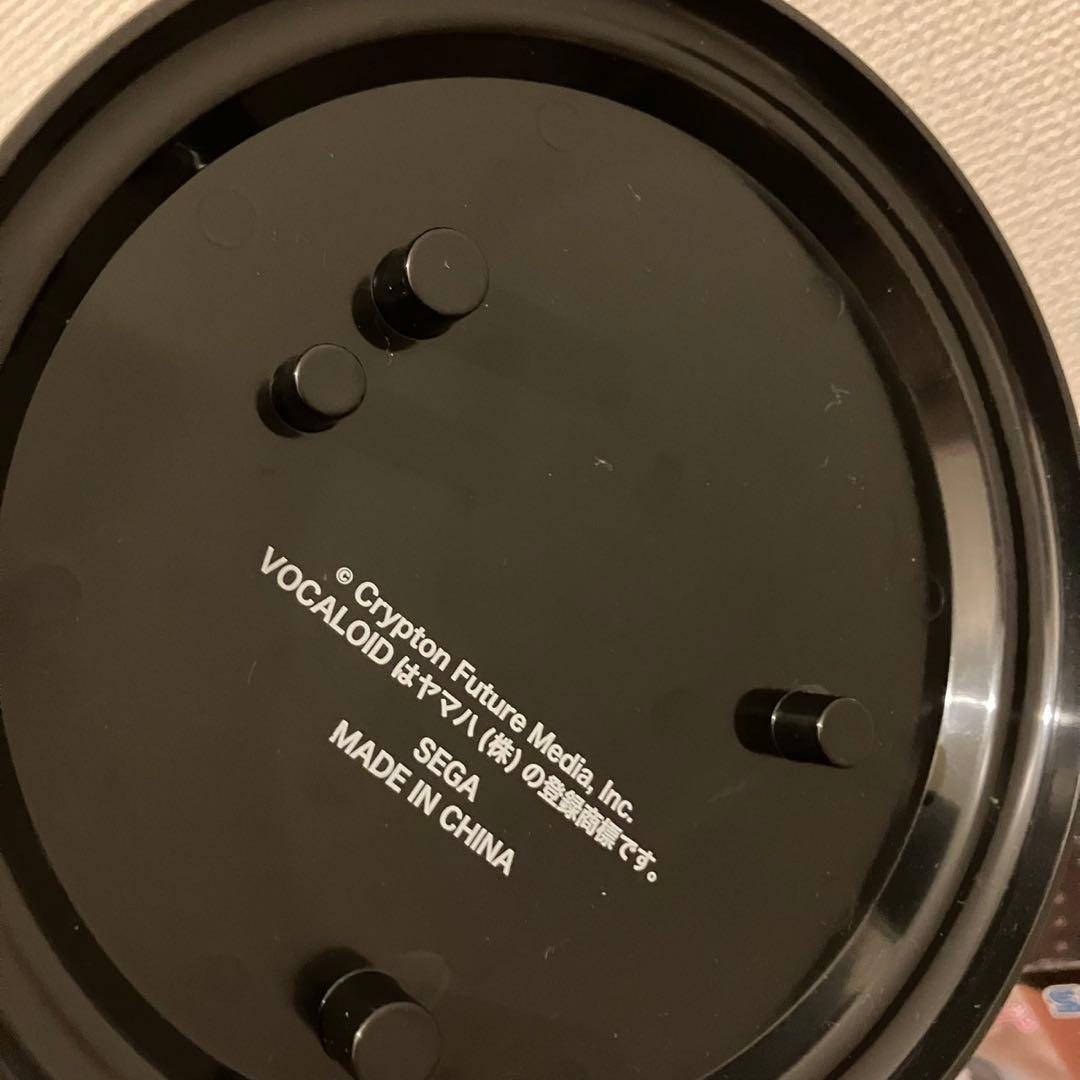 © Crypton Future Media, Inc.
VOCALOID はヤマハ (株) の登録商標です。
SEGA
MADE IN CHINA